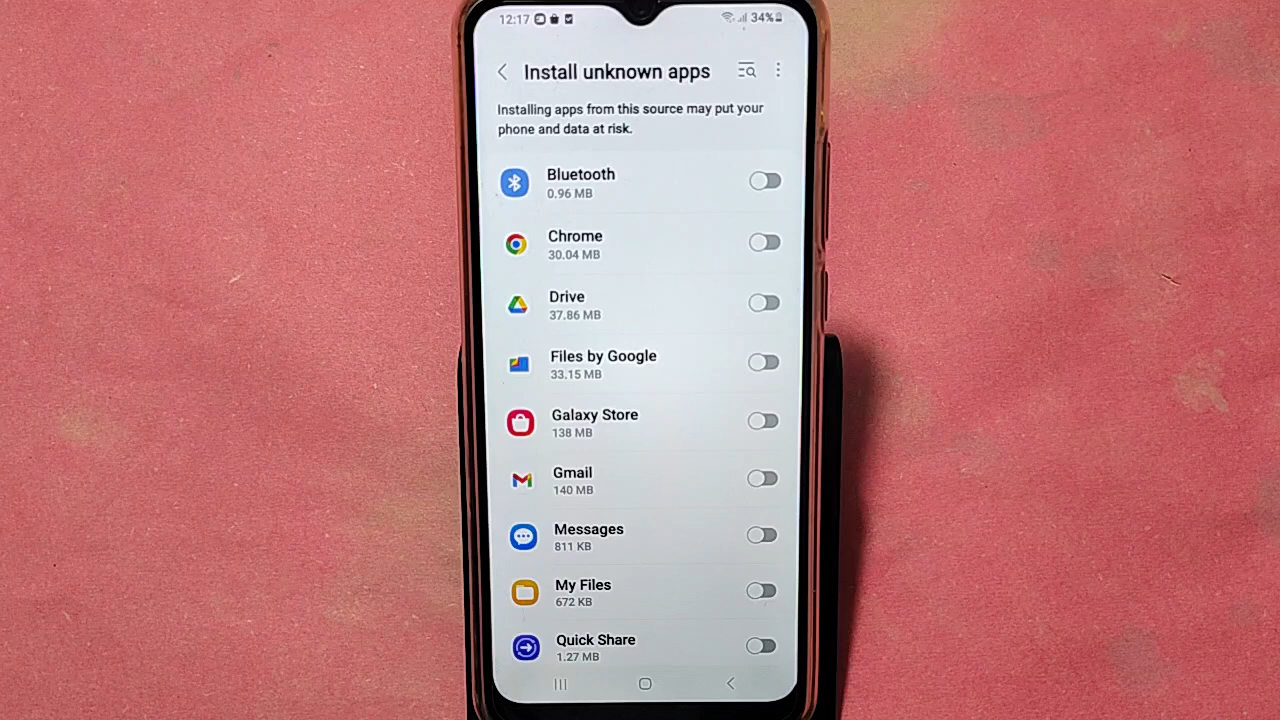 12:17 34%
Install unknown apps
Installing apps from this source may put your
phone and data at risk.
Bluetooth
0.96 MB
Chrome
30.04 MB
Drive
37.86 MB
Files by Google
33.15 MB
Galaxy Store
138 MB
Gmail
140 MB
Messages
811 KB
My Files
672 KB
Quick Share
1.27 MB